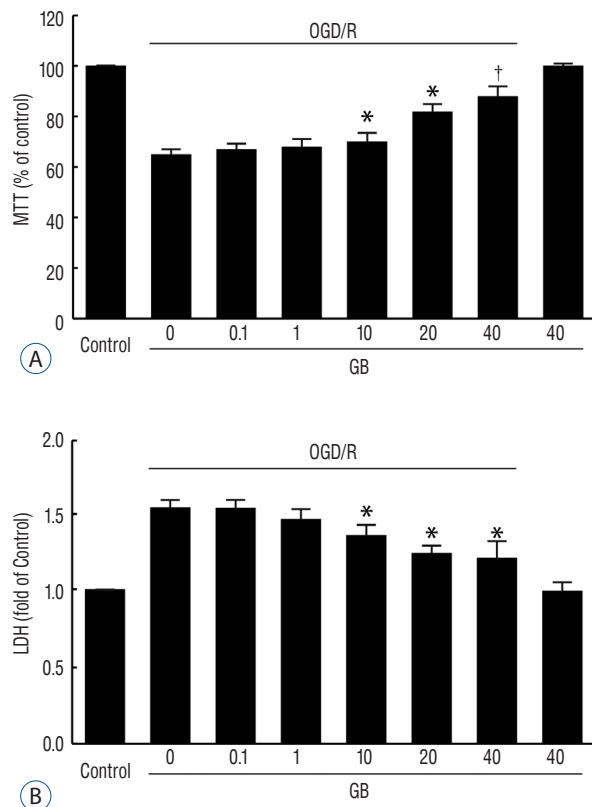 120
OGD/R
100
†
*
*
80
60
40
20
0
MTT (% of control)
Control 0 0.1 1 10 20 40 40
GB
A
2.0
OGD/R
1.5
*
*
*
1.0
0.5
0.0
LDH (fold of Control)
Control 0 0.1 1 10 20 40 40
GB
B